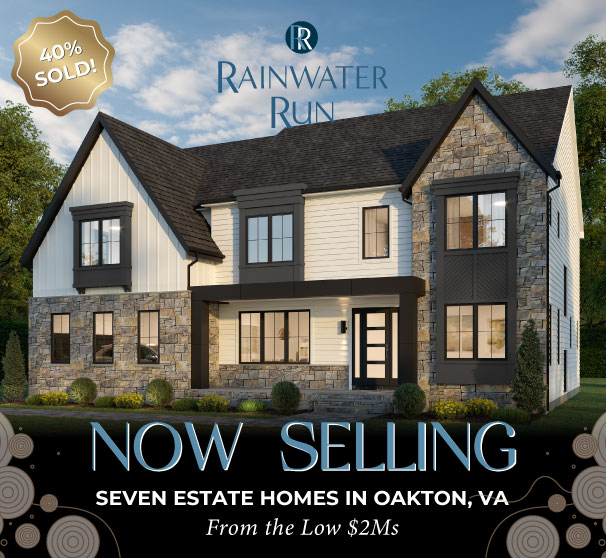 40%
SOLD!
R
RAINWATER
RUN
NOW SELLING
SEVEN ESTATE HOMES IN OAKTON, VA
From the Low $2Ms